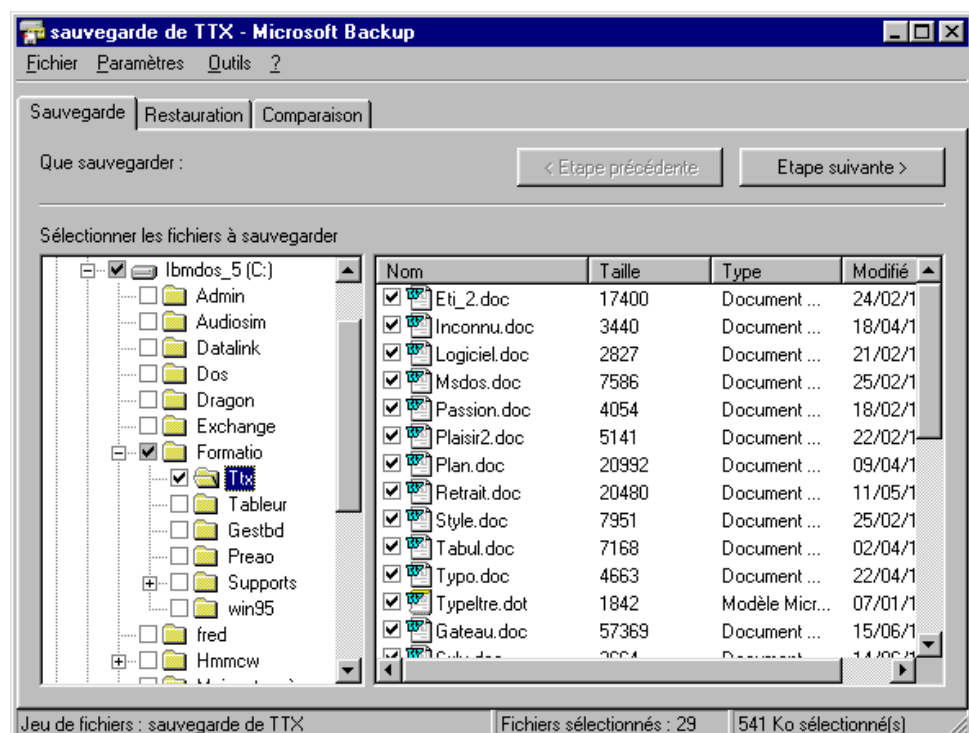 sauvegarde de TTX - Microsoft Backup
Fichier Paramètres Outils ?
Sauvegarde Restauration Comparaison
Que sauvegarder :
< Etape précédente Etape suivante >
Sélectionner les fichiers à sauvegarder
Ibmdos_5 (C:)
Admin
Audiosim
Datalink
Dos
Dragon
Exchange
Formatio
Ttx
Tableur
Gestbd
Preao
Supports
win95
fred
Hmmcw
Nom Taille Type Modifié
Eti_2.doc 17400 Document ... 24/02/1
Inconnu.doc 3440 Document ... 18/04/1
Logiciel.doc 2827 Document ... 21/02/1
Msdos.doc 7586 Document ... 25/02/1
Passion.doc 4054 Document ... 18/02/1
Plaisir2.doc 5141 Document ... 22/02/1
Plan.doc 20992 Document ... 09/04/1
Retrait.doc 20480 Document ... 11/05/1
Style.doc 7951 Document ... 25/02/1
Tabul.doc 7168 Document ... 02/04/1
Typo.doc 4663 Document ... 22/04/1
Typeltre.dot 1842 Modèle Micr... 07/01/1
Gateau.doc 57369 Document ... 15/06/1
Jeu de fichiers : sauvegarde de TTX
Fichiers sélectionnés : 29
541 Ko sélectionné(s)